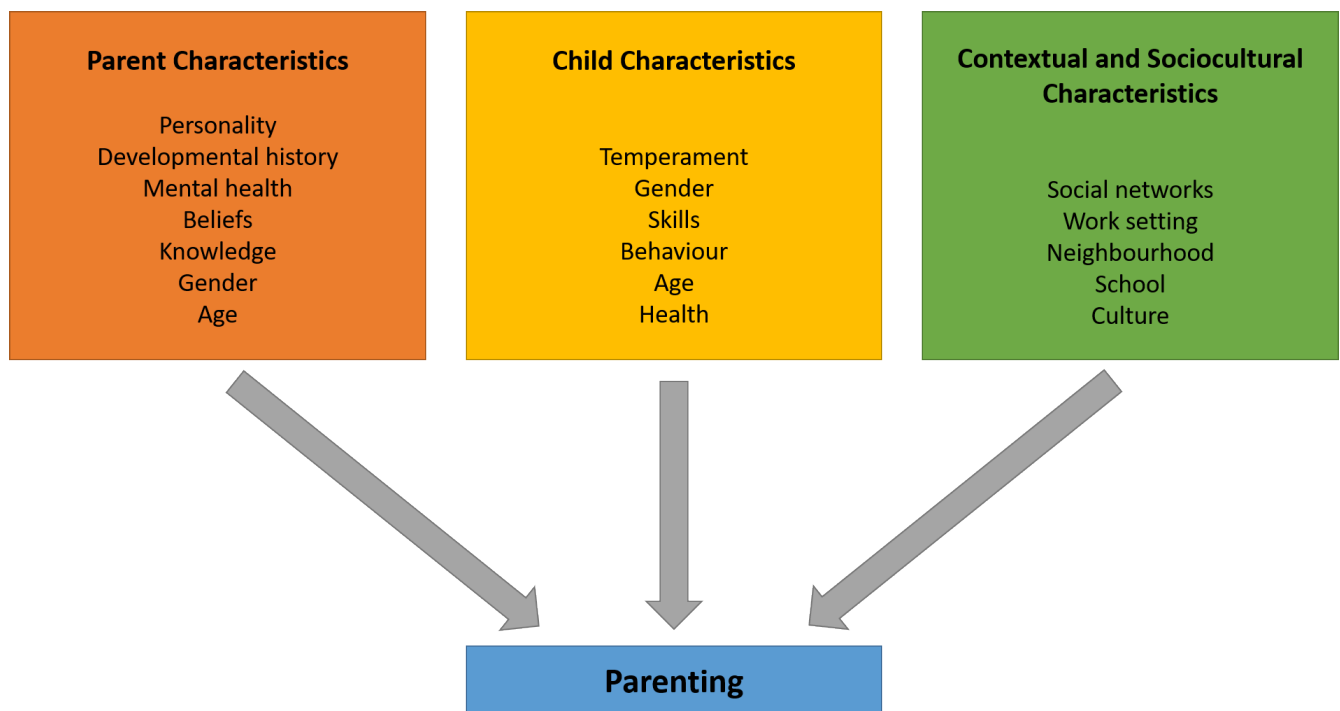 Parent Characteristics
Personality
Developmental history
Mental health
Beliefs
Knowledge
Gender
Age
Child Characteristics
Temperament
Gender
Skills
Behaviour
Age
Health
Contextual and Sociocultural
Characteristics
Social networks
Work setting
Neighbourhood
School
Culture
Parenting